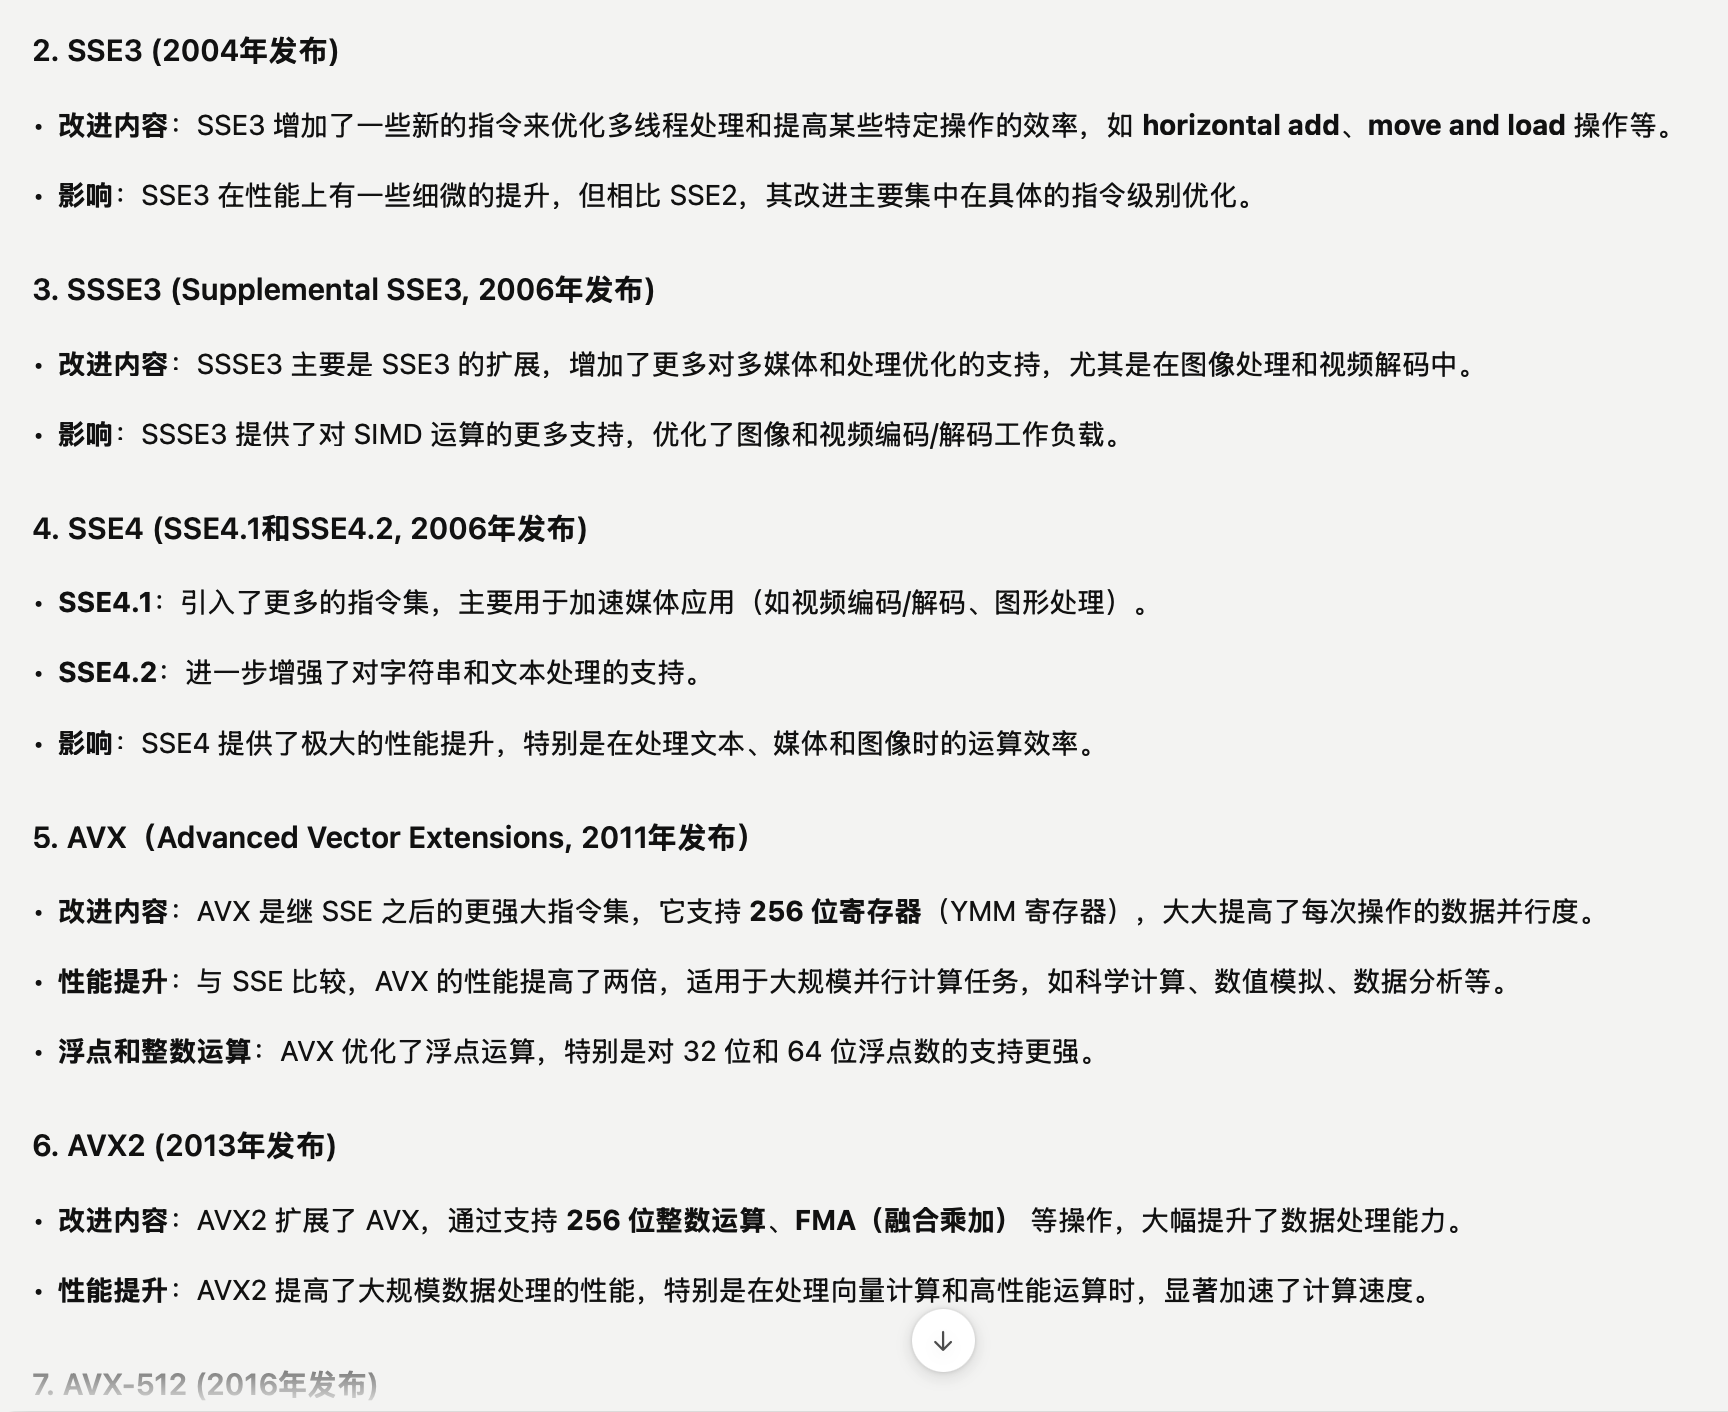 2. SSE3 (2004年发布)
• 改进内容：SSE3 增加了一些新的指令来优化多线程处理和提高某些特定操作的效率，如 horizontal add、move and load 操作等。
• 影响：SSE3 在性能上有一些细微的提升，但相比 SSE2，其改进主要集中在具体的指令级别优化。
3. SSSE3 (Supplemental SSE3, 2006年发布)
• 改进内容：SSSE3 主要是 SSE3 的扩展，增加了更多对多媒体和处理优化的支持，尤其是在图像处理和视频解码中。
• 影响：SSSE3 提供了对 SIMD 运算的更多支持，优化了图像和视频编码/解码工作负载。
4. SSE4 (SSE4.1和SSE4.2, 2006年发布)
• SSE4.1：引入了更多的指令集，主要用于加速媒体应用（如视频编码/解码、图形处理）。
• SSE4.2：进一步增强了对字符串和文本处理的支持。
• 影响：SSE4 提供了极大的性能提升，特别是在处理文本、媒体和图像时的运算效率。
5. AVX（Advanced Vector Extensions, 2011年发布）
• 改进内容：AVX 是继 SSE 之后的更强大指令集，它支持 256 位寄存器（YMM 寄存器），大大提高了每次操作的数据并行度。
• 性能提升：与 SSE 比较，AVX 的性能提高了两倍，适用于大规模并行计算任务，如科学计算、数值模拟、数据分析等。
• 浮点和整数运算：AVX 优化了浮点运算，特别是对 32 位和 64 位浮点数的支持更强。
6. AVX2 (2013年发布)
• 改进内容：AVX2 扩展了 AVX，通过支持 256 位整数运算、FMA（融合乘加） 等操作，大幅提升了数据处理能力。
• 性能提升：AVX2 提高了大规模数据处理的性能，特别是在处理向量计算和高性能运算时，显著加速了计算速度。
7. AVX-512 (2016年发布)